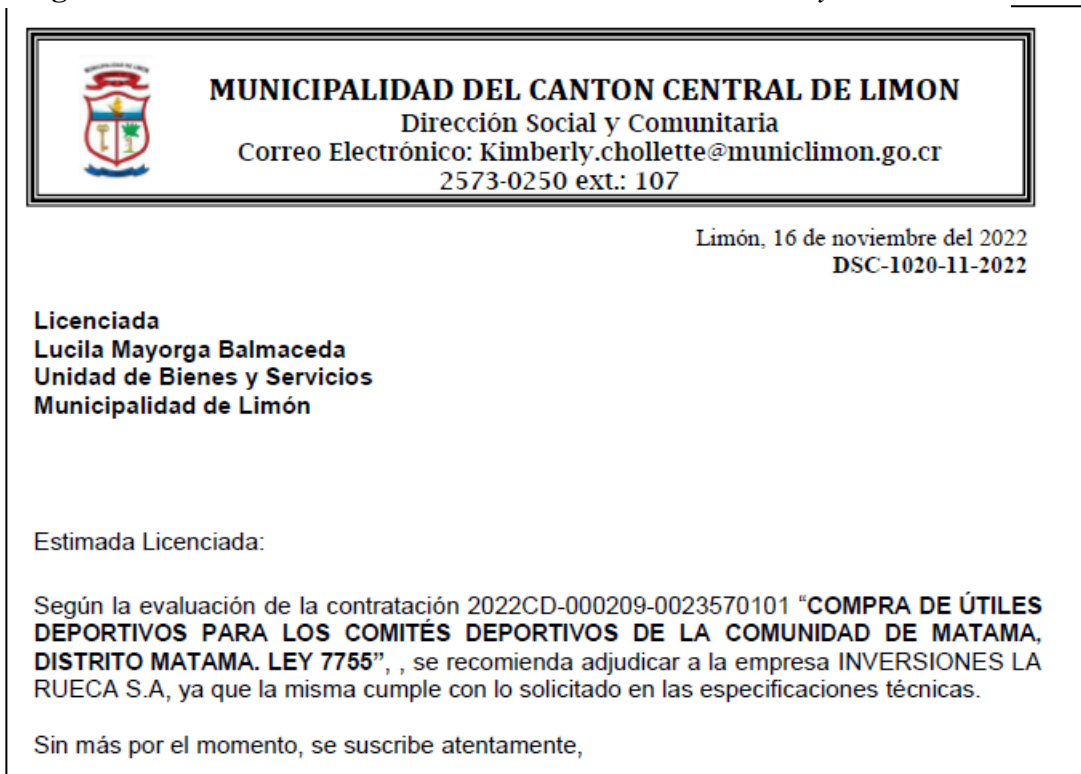 MUNICIPALIDAD DEL CANTON CENTRAL DE LIMON
Dirección Social y Comunitaria
Correo Electrónico: Kimberly.chollette@municlimon.go.cr
2573-0250 ext.: 107
Limón, 16 de noviembre del 2022
DSC-1020-11-2022
Licenciada
Lucila Mayorga Balmaceda
Unidad de Bienes y Servicios
Municipalidad de Limón
Estimada Licenciada:
Según la evaluación de la contratación 2022CD-000209-0023570101 “COMPRA DE ÚTILES
DEPORTIVOS PARA LOS COMITÉS DEPORTIVOS DE LA COMUNIDAD DE MATAMA,
DISTRITO MATAMA. LEY 7755”, , se recomienda adjudicar a la empresa INVERSIONES LA
RUECA S.A, ya que la misma cumple con lo solicitado en las especificaciones técnicas.
Sin más por el momento, se suscribe atentamente,